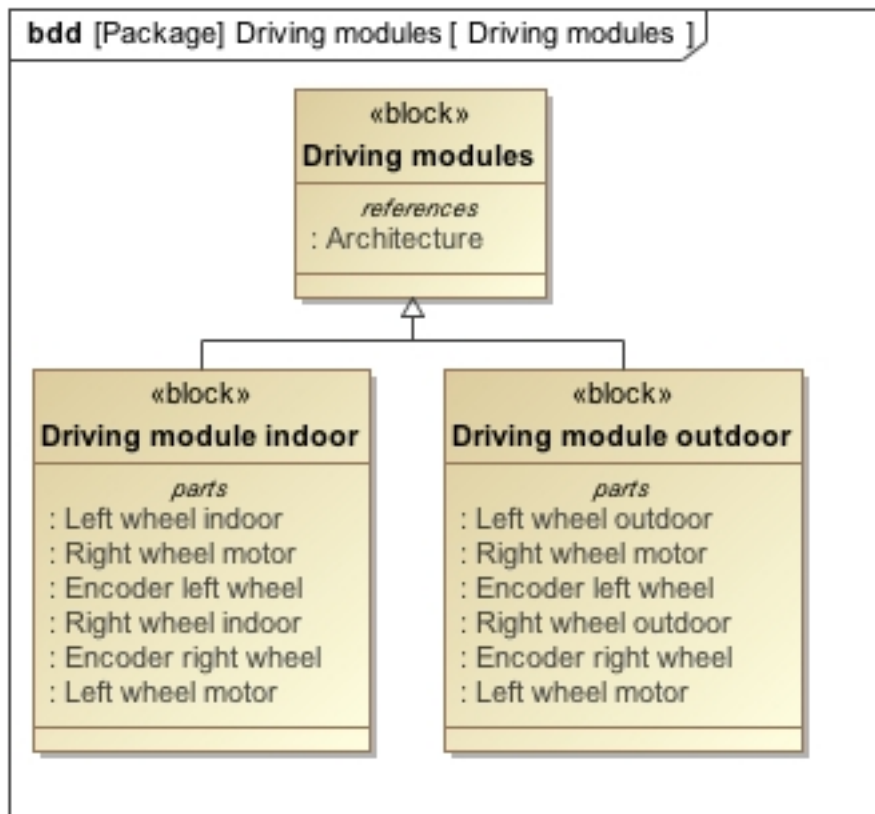 bdd [Package] Driving modules [ Driving modules ]
«block»
Driving modules
references
: Architecture
«block»
Driving module indoor
parts
: Left wheel indoor
: Right wheel motor
: Encoder left wheel
: Right wheel indoor
: Encoder right wheel
: Left wheel motor
«block»
Driving module outdoor
parts
: Left wheel outdoor
: Right wheel motor
: Encoder left wheel
: Right wheel outdoor
: Encoder right wheel
: Left wheel motor